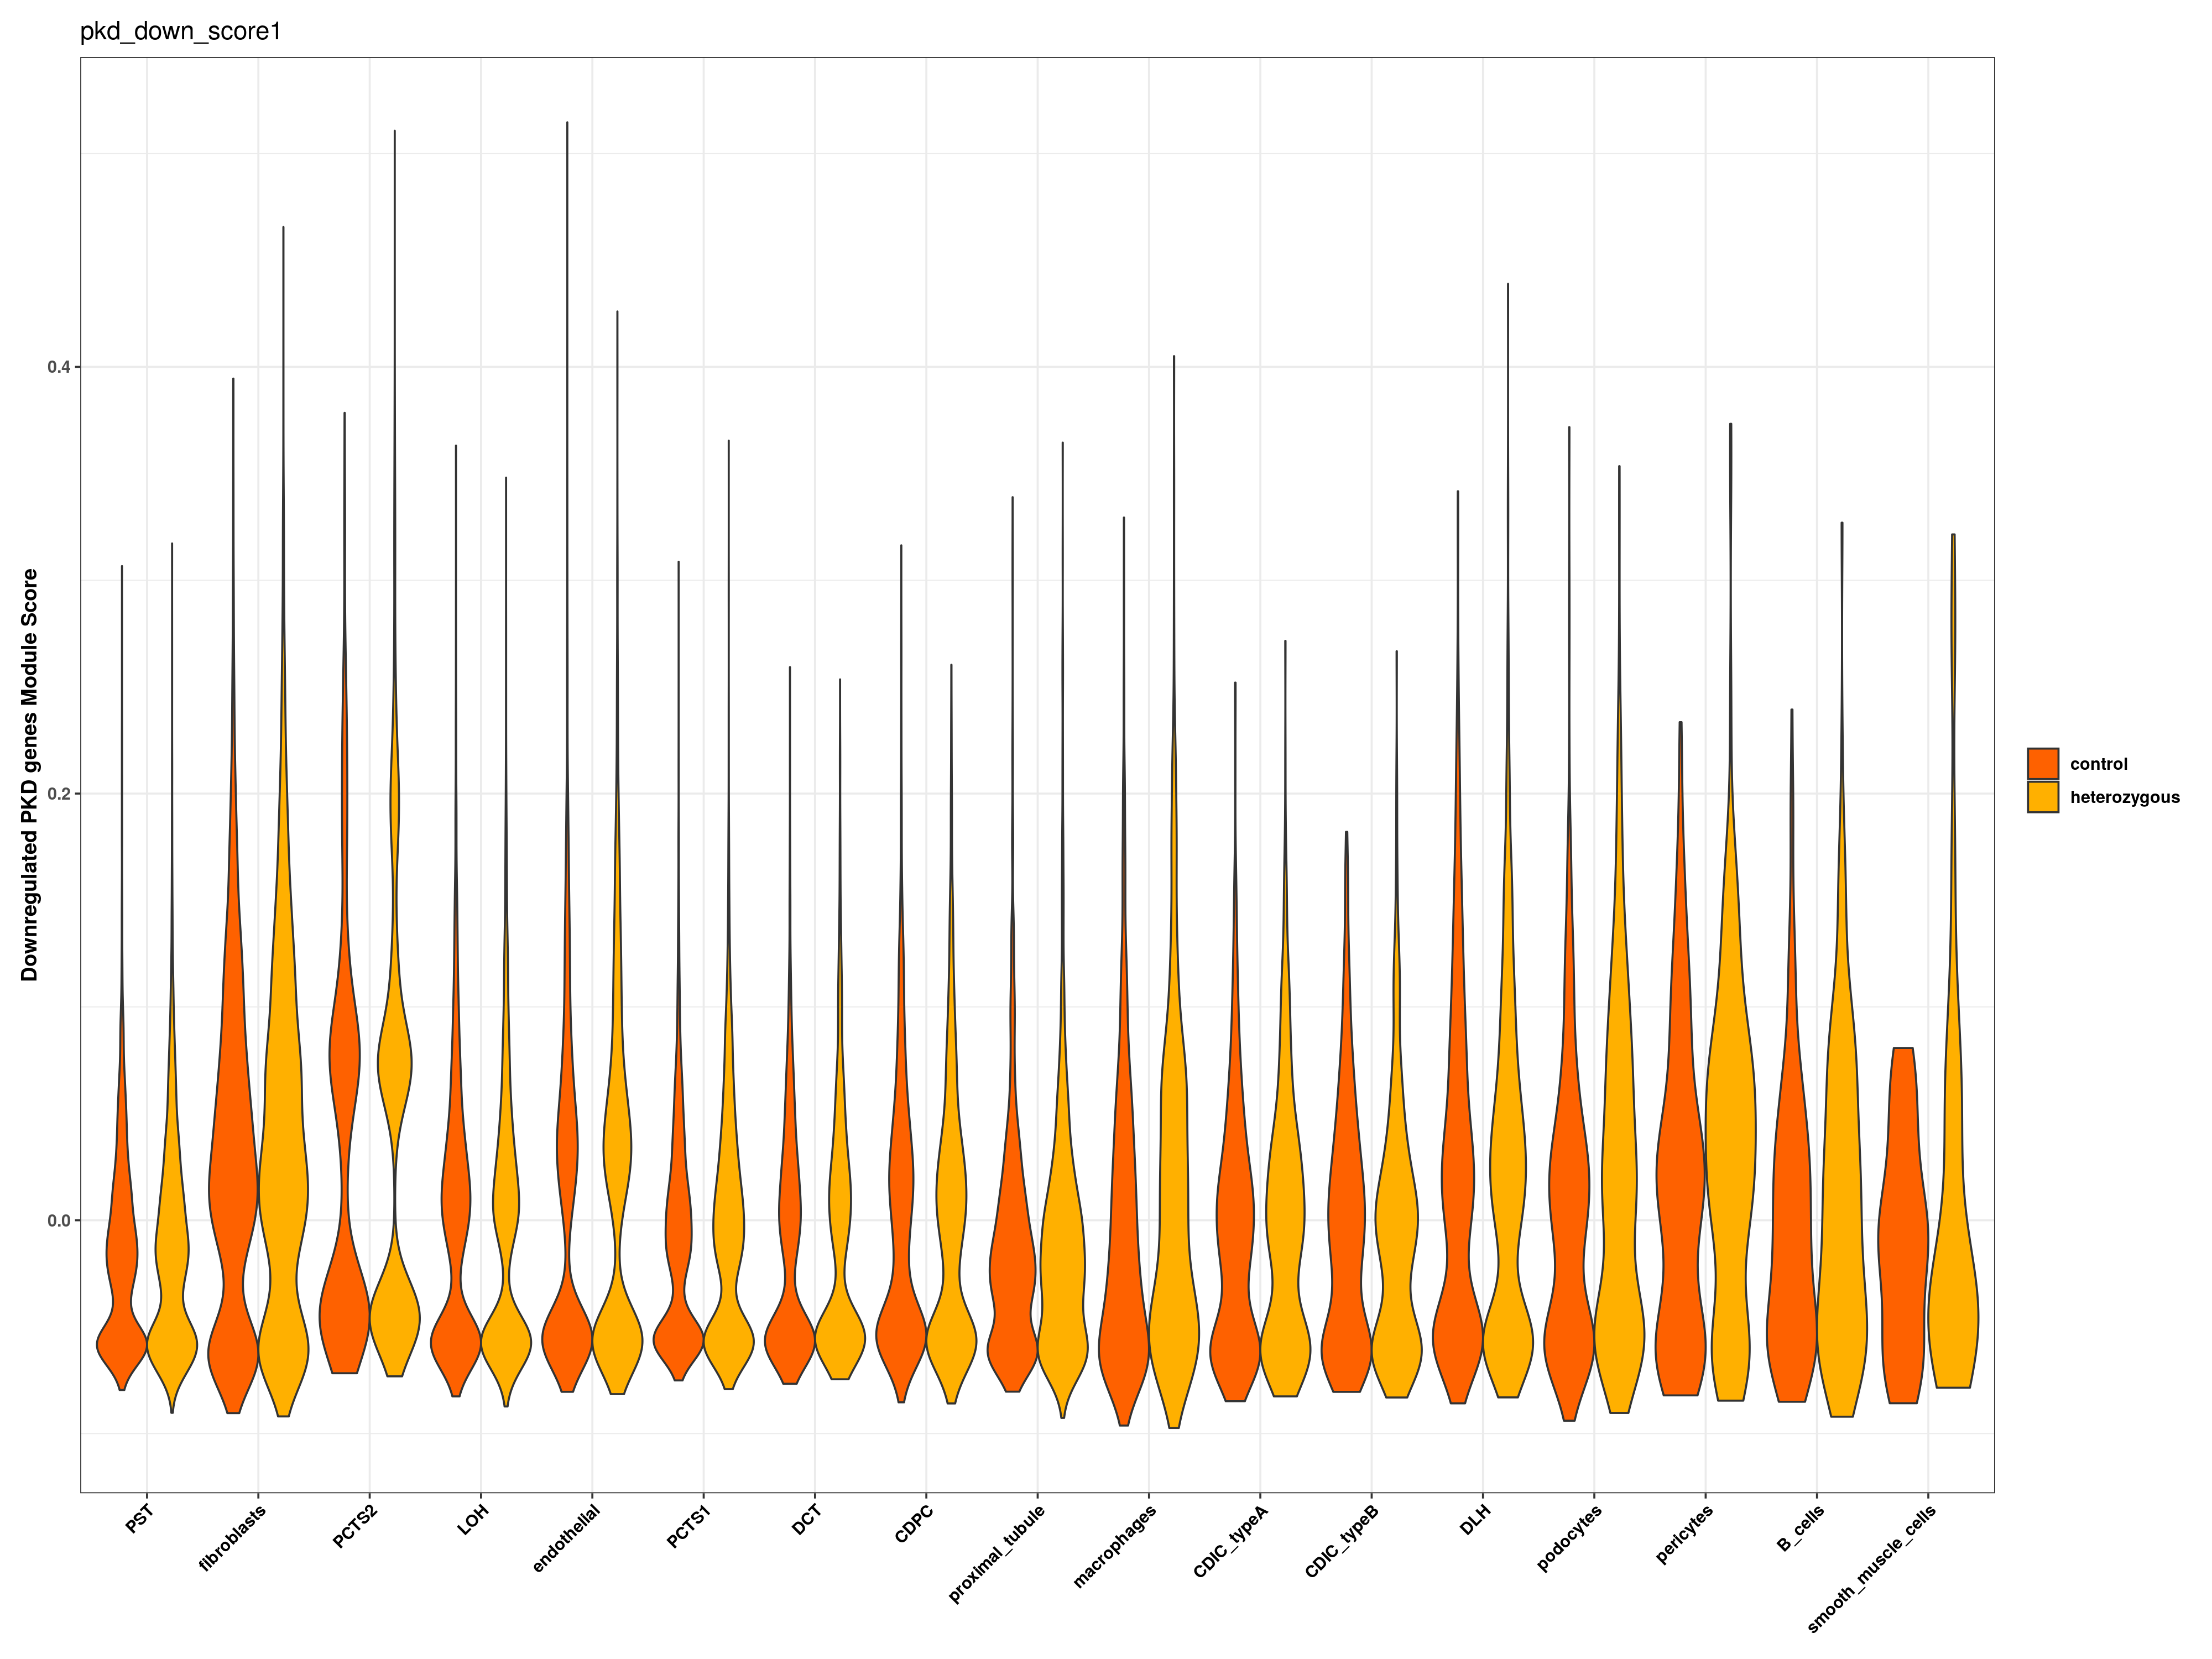 pkd_down_score1
Downregulated PKD genes Module Score
0.4
0.2
0.0
PST
fibroblasts
PCTS2
LOH
endothelial
PCTS1
DCT
CDPC
proximal_tubule
macrophages
CDIC_typeA
CDIC_typeB
DLH
podocytes
pericytes
B_cells
smooth_muscle_cells
control
heterozygous